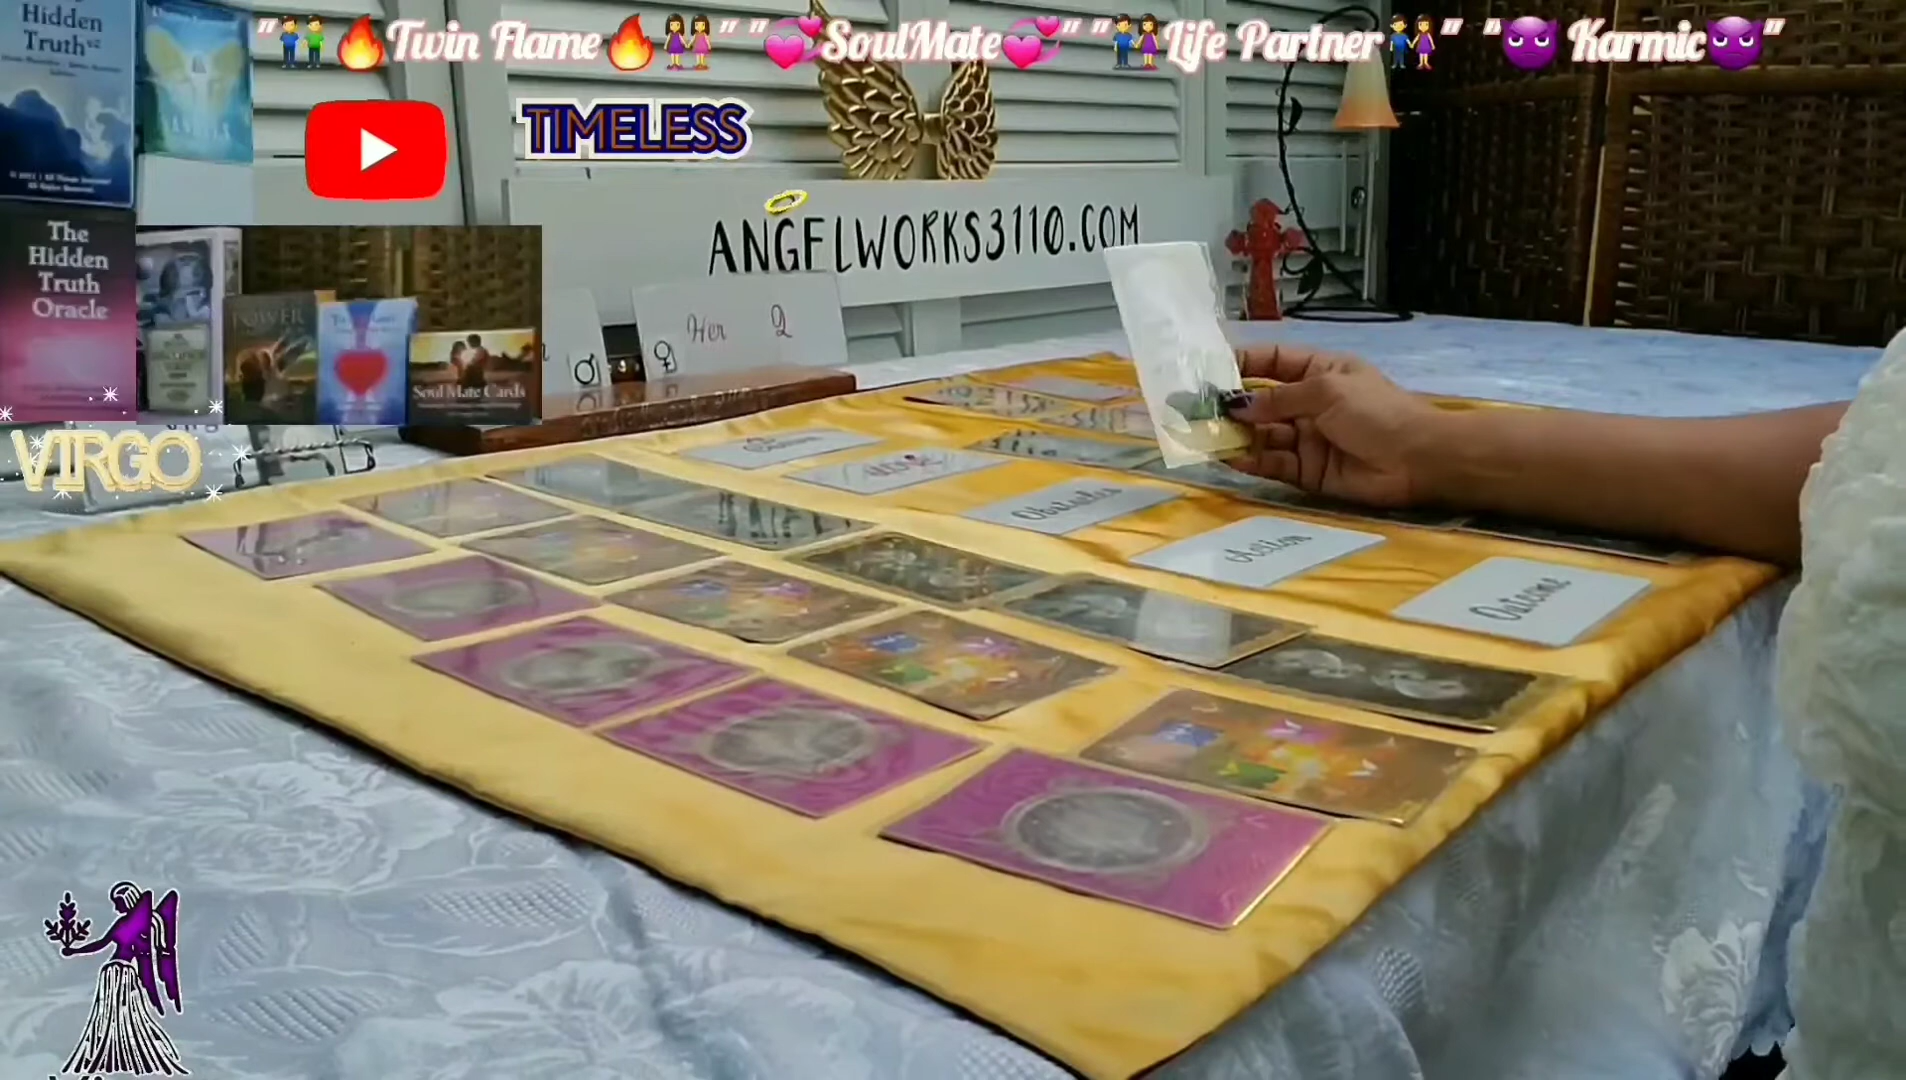 "👬🔥Twin Flame🔥👭" "💞SoulMate💞" "👫Life Partner👫" "😈 Karmic😈"
Hidden
Truth
TIMELESS
ANGELWORKS3110.COM
The
Hidden
Truth
Oracle
POWER
Soul Mate Cards
Her
VIRGO
Obstacles
Action
Outcome